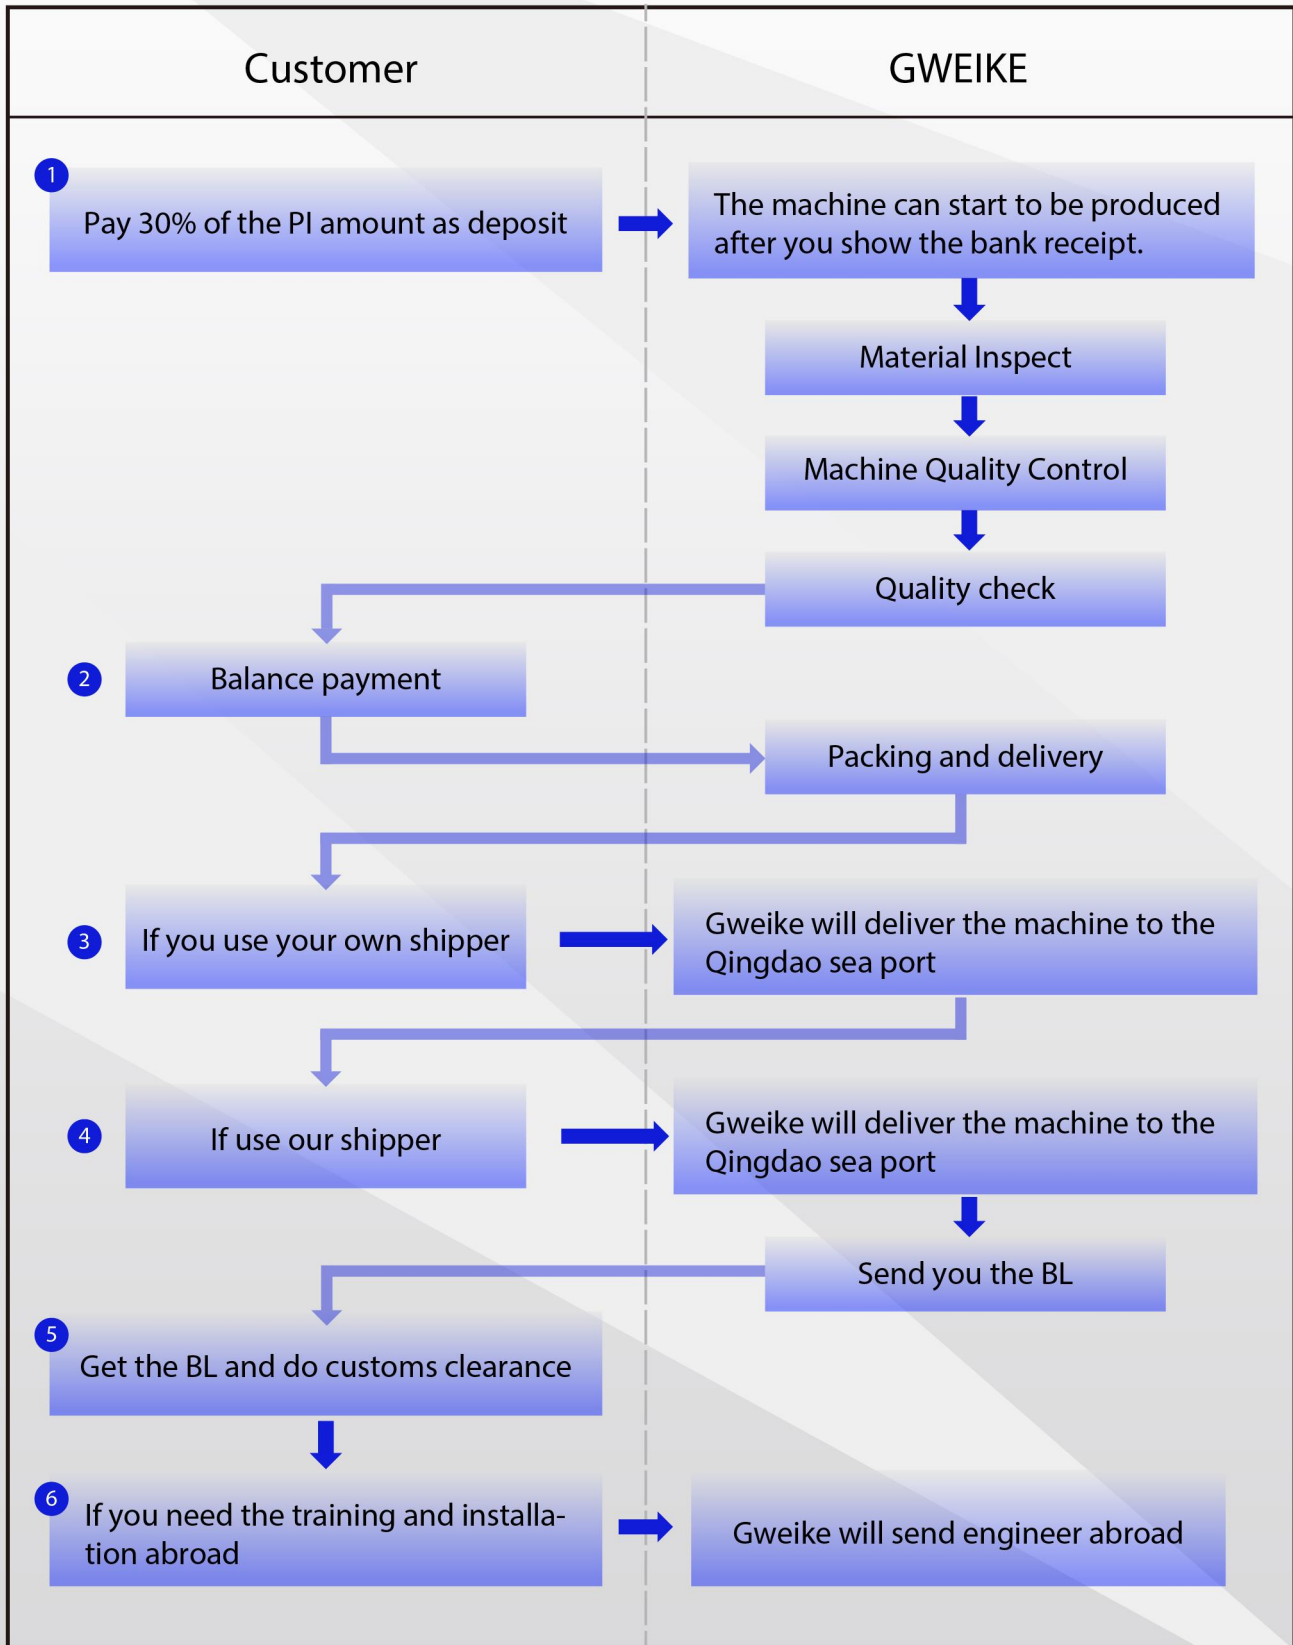 Customer
GWEIKE
1
Pay 30% of the PI amount as deposit
The machine can start to be produced
after you show the bank receipt.
Material Inspect
Machine Quality Control
Quality check
2
Balance payment
Packing and delivery
3
If you use your own shipper
Gweike will deliver the machine to the
Qingdao sea port
4
If use our shipper
Gweike will deliver the machine to the
Qingdao sea port
Send you the BL
5
Get the BL and do customs clearance
6
If you need the training and installa-
tion abroad
Gweike will send engineer abroad